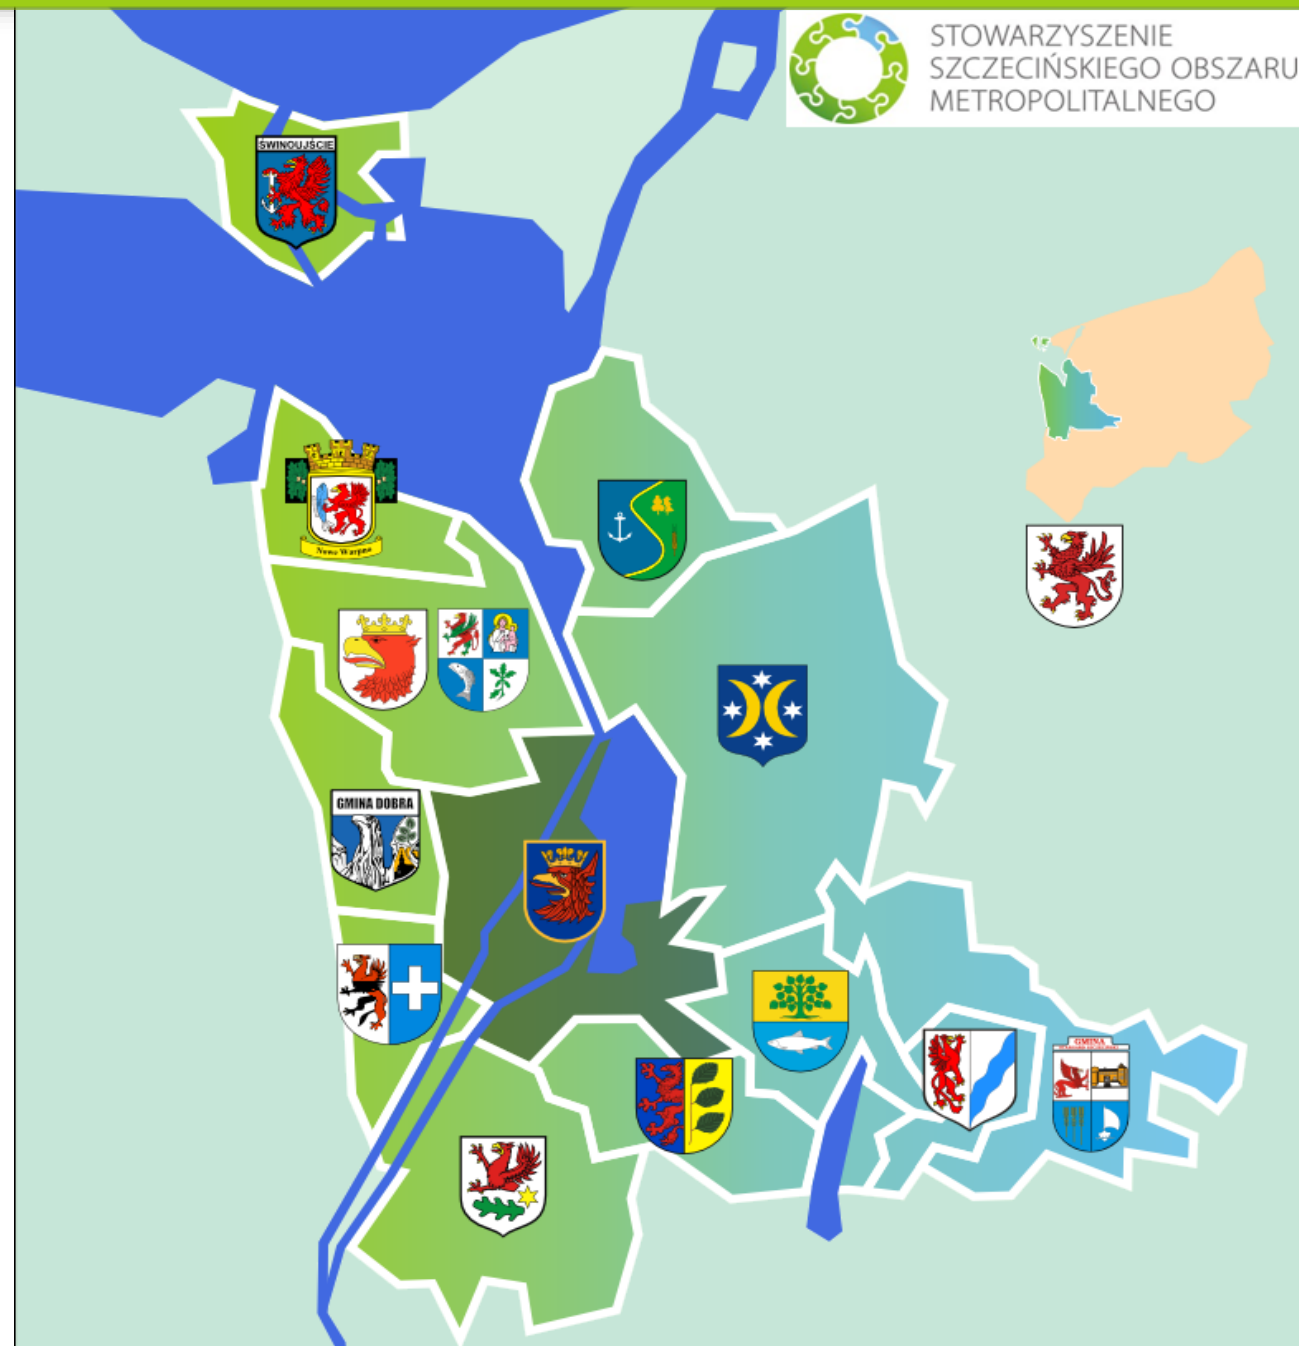 STOWARZYSZENIE
SZCZECIŃSKIEGO OBSZARU
METROPOLITALNEGO
ŚWINOUJŚCIE
Nowe Warpno
GMINA DOBRA
GMINA